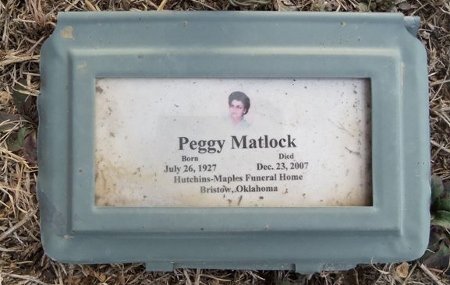 Peggy Matlock
Born Died
July 26, 1927 Dec. 23, 2007
Hutchins-Maples Funeral Home
Bristow, Oklahoma